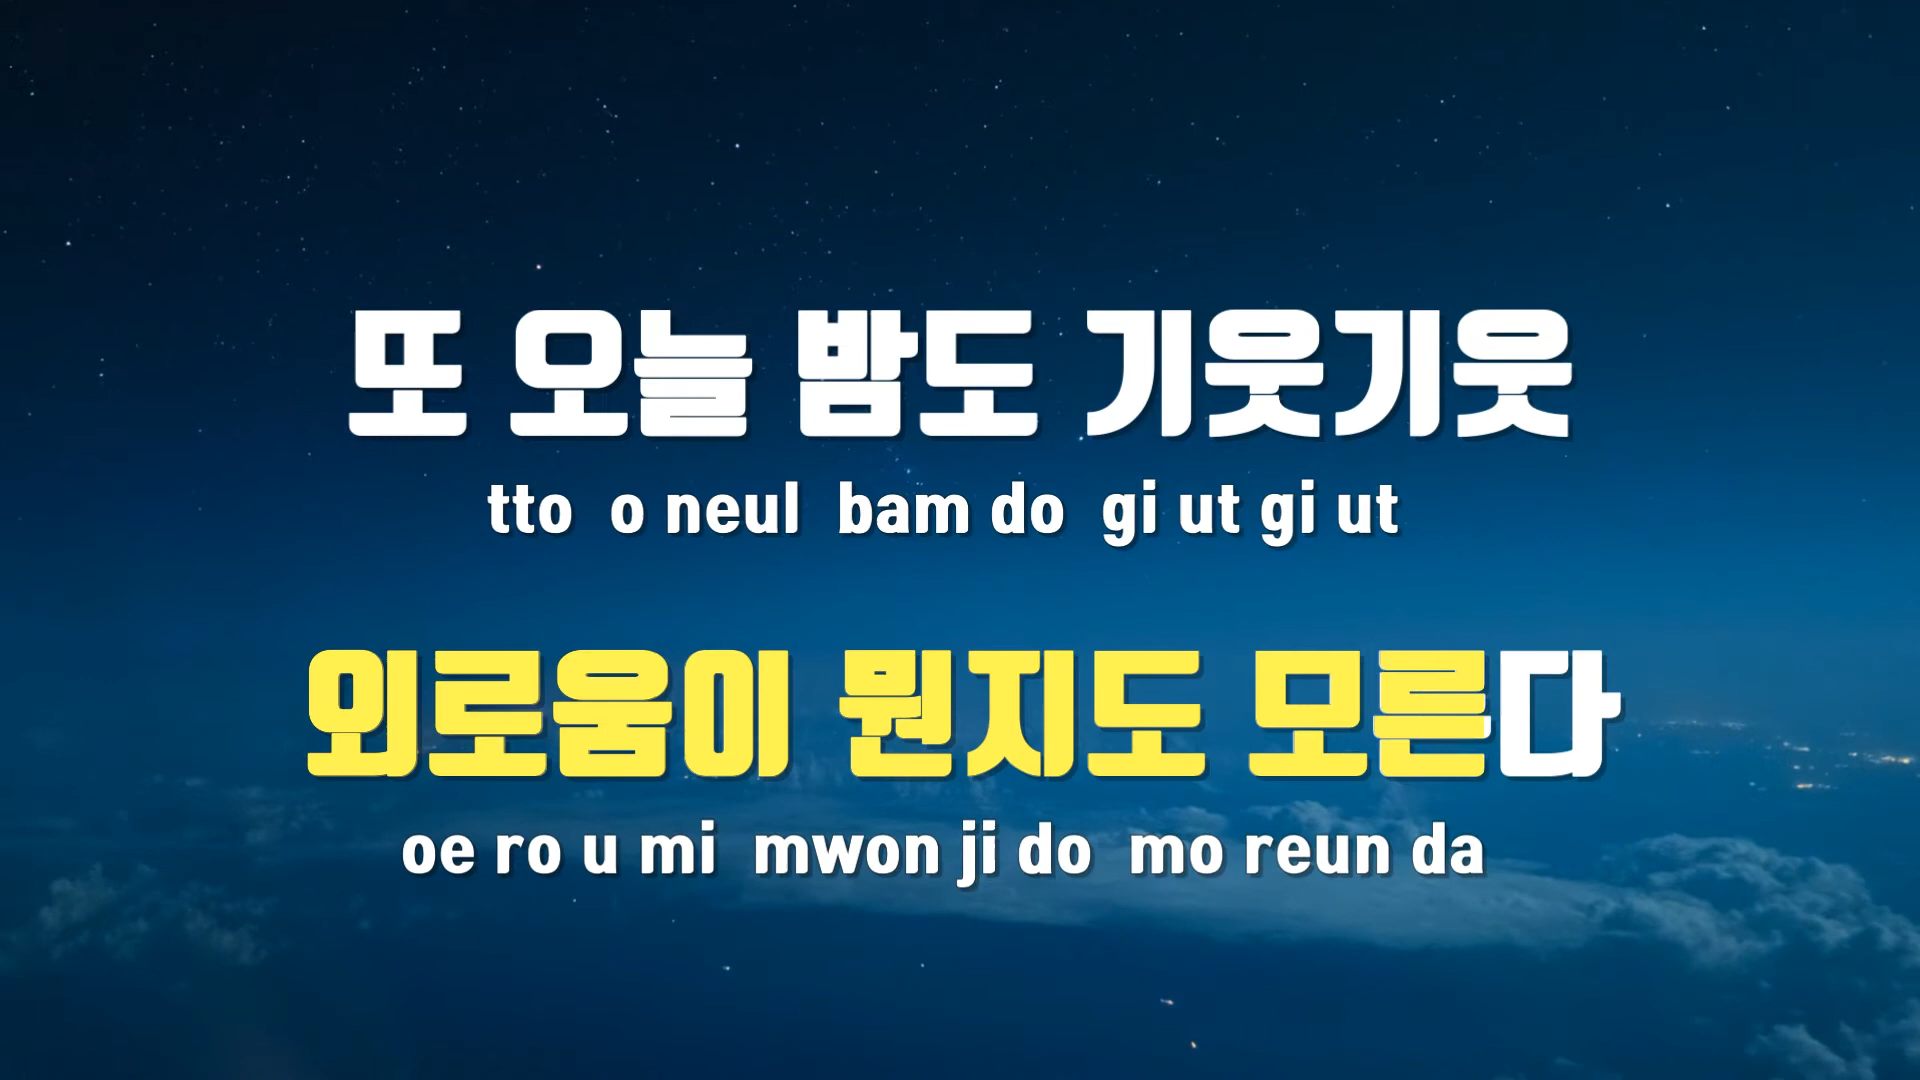 또 오늘 밤도 기웃기웃
tto o neul bam do gi ut gi ut
외로움이 뭔지도 모른다
oe ro u mi mwon ji do mo reun da